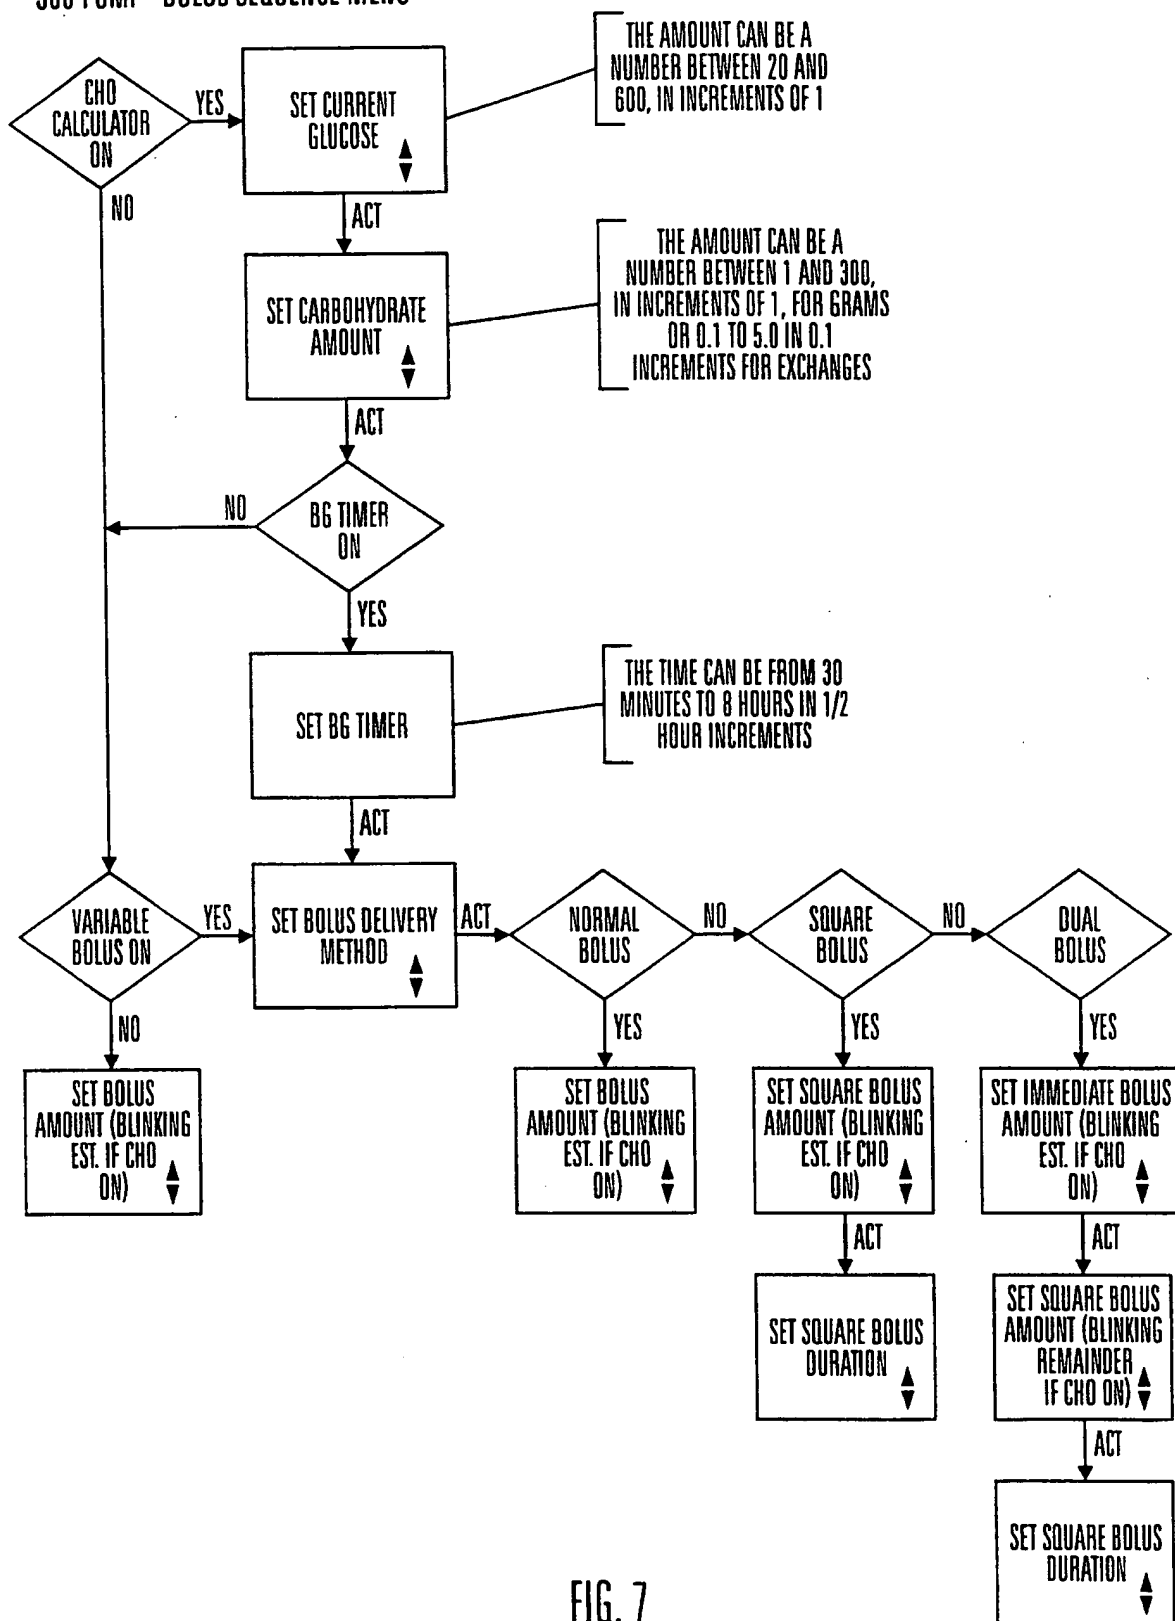 BOLUS SEQUENCE MENU
CHO
CALCULATOR
ON
YES
NO
SET CURRENT
GLUCOSE
THE AMOUNT CAN BE A
NUMBER BETWEEN 20 AND
600, IN INCREMENTS OF 1
ACT
SET CARBOHYDRATE
AMOUNT
THE AMOUNT CAN BE A
NUMBER BETWEEN 1 AND 300,
IN INCREMENTS OF 1, FOR GRAMS
OR 0.1 TO 5.0 IN 0.1
INCREMENTS FOR EXCHANGES
ACT
BG TIMER
ON
NO
YES
SET BG TIMER
THE TIME CAN BE FROM 30
MINUTES TO 8 HOURS IN 1/2
HOUR INCREMENTS
ACT
VARIABLE
BOLUS ON
YES
NO
SET BOLUS DELIVERY
METHOD
ACT
NORMAL
BOLUS
NO
YES
SQUARE
BOLUS
NO
YES
DUAL
BOLUS
YES
SET BOLUS
AMOUNT (BLINKING
EST. IF CHO
ON)
SET BOLUS
AMOUNT (BLINKING
EST. IF CHO
ON)
SET SQUARE BOLUS
AMOUNT (BLINKING
EST. IF CHO
ON)
SET IMMEDIATE BOLUS
AMOUNT (BLINKING
EST. IF CHO
ON)
ACT
ACT
SET SQUARE BOLUS
DURATION
SET SQUARE BOLUS
AMOUNT (BLINKING
REMAINDER
IF CHO ON)
ACT
SET SQUARE BOLUS
DURATION
FIG. 7